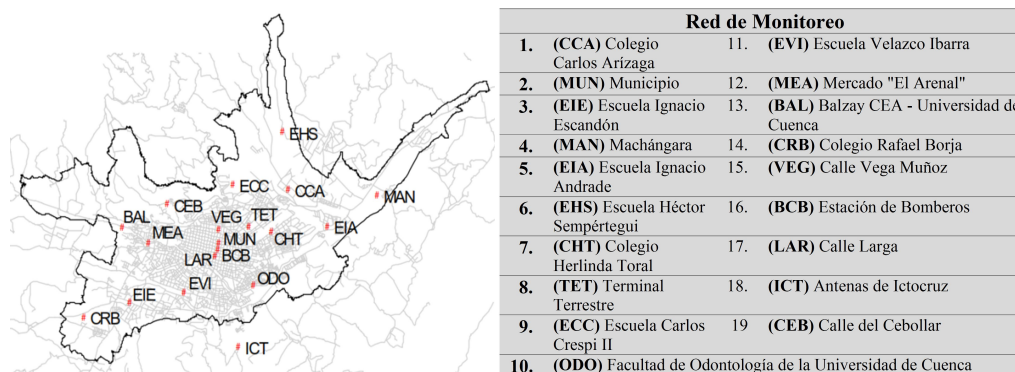 EHS
ECC
CCA
MAN
CEB
BAL
VEG
TET
EIA
MEA
MUN
CHT
LAR
BCB
EVI
ODO
EIE
CRB
ICT
Red de Monitoreo
1. (CCA) Colegio Carlos Arízaga
11. (EVI) Escuela Velazco Ibarra
2. (MUN) Municipio
12. (MEA) Mercado "El Arenal"
3. (EIE) Escuela Ignacio Escandón
13. (BAL) Balzay CEA - Universidad de Cuenca
4. (MAN) Machángara
14. (CRB) Colegio Rafael Borja
5. (EIA) Escuela Ignacio Andrade
15. (VEG) Calle Vega Muñoz
6. (EHS) Escuela Héctor Sempértegui
16. (BCB) Estación de Bomberos
7. (CHT) Colegio Herlinda Toral
17. (LAR) Calle Larga
8. (TET) Terminal Terrestre
18. (ICT) Antenas de Ictocruz
9. (ECC) Escuela Carlos Crespi II
19 (CEB) Calle del Cebollar
10. (ODO) Facultad de Odontología de la Universidad de Cuenca